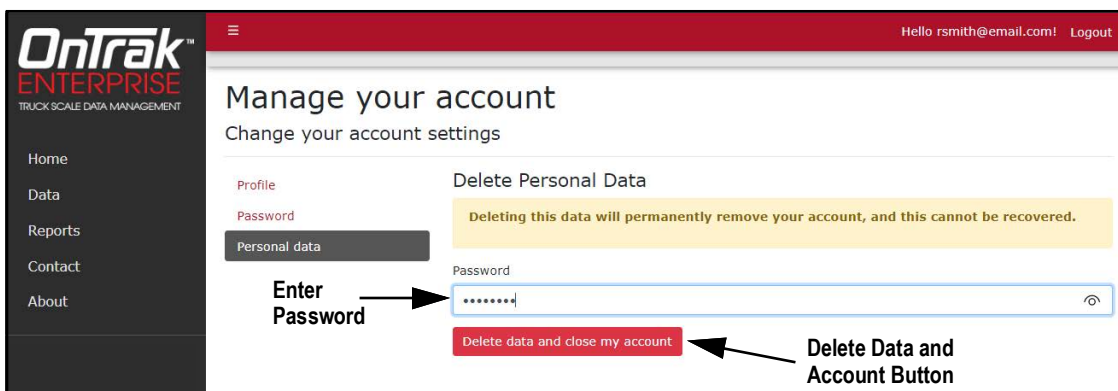 OnTrak™
ENTERPRISE
TRUCK SCALE DATA MANAGEMENT
Home
Data
Reports
Contact
About
Hello rsmith@email.com! Logout
Manage your account
Change your account settings
Profile
Password
Personal data
Delete Personal Data
Deleting this data will permanently remove your account, and this cannot be recovered.
Password
Enter
Password
Delete data and close my account
Delete Data and
Account Button